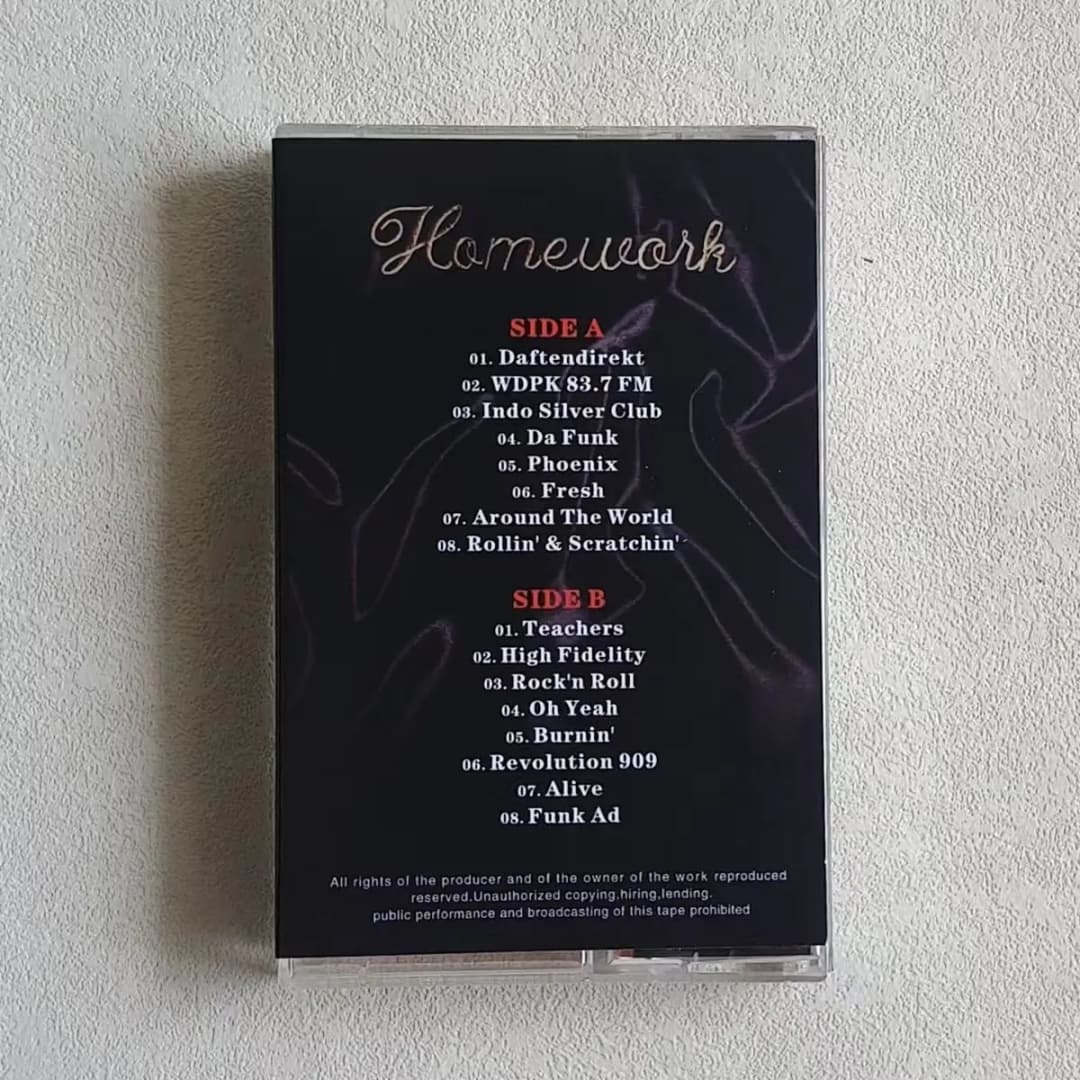 Homework
SIDE A
01. Daftendirekt
02. WDPK 83.7 FM
03. Indo Silver Club
04. Da Funk
05. Phoenix
06. Fresh
07. Around The World
08. Rollin' & Scratchin'
SIDE B
01. Teachers
02. High Fidelity
03. Rock'n Roll
04. Oh Yeah
05. Burnin'
06. Revolution 909
07. Alive
08. Funk Ad
All rights of the producer and of the owner of the work reproduced
reserved.Unauthorized copying,hiring,lending.
public performance and broadcasting of this tape prohibited